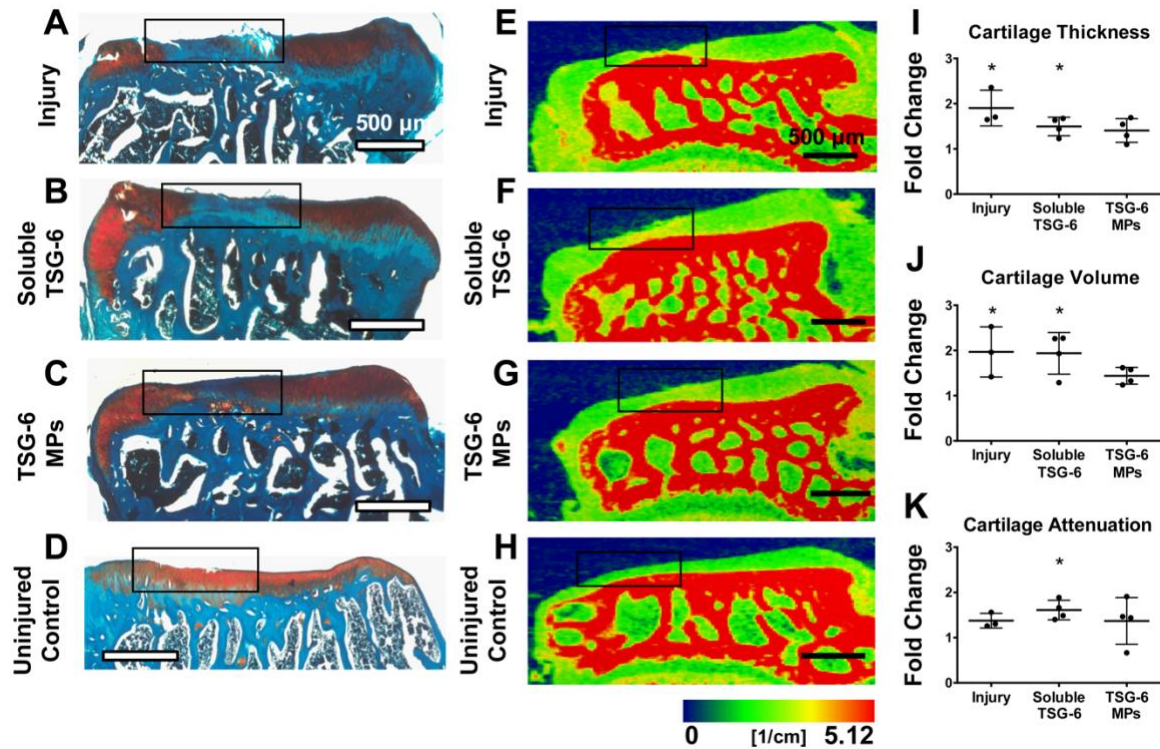 A
Injury
500 µm
B
Soluble
TSG-6
C
TSG-6
MPs
D
Uninjured
Control
E
Injury
500 µm
F
Soluble
TSG-6
G
TSG-6
MPs
H
Uninjured
Control
0 [1/cm] 5.12
I
Cartilage Thickness
* *
Fold Change
3
2
1
0
Injury Soluble TSG-6
TSG-6 MPs
J
Cartilage Volume
* *
Fold Change
3
2
1
0
Injury Soluble TSG-6
TSG-6 MPs
K
Cartilage Attenuation
*
Fold Change
3
2
1
0
Injury Soluble TSG-6
TSG-6 MPs